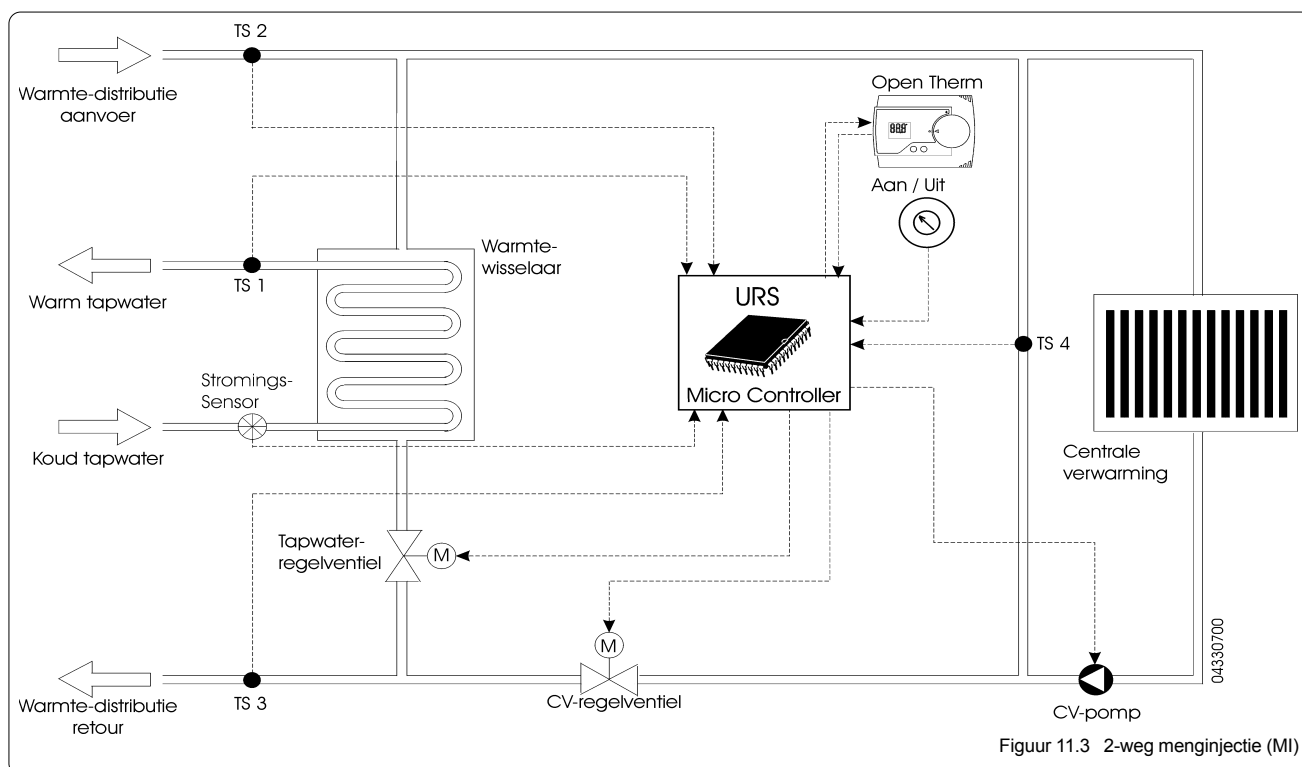 TS 2
Warmte-distributie
aanvoer
Open Therm
Aan / Uit
Warmte-
wisselaar
TS 1
Warm tapwater
URS
Micro Controller
TS 4
Stromings-
Sensor
Koud tapwater
Centrale
verwarming
Tapwater-
regelventiel
M
M
Warmte-distributie
retour
TS 3
CV-regelventiel
CV-pomp
04330700
Figuur 11.3 2-weg menginjectie (MI)